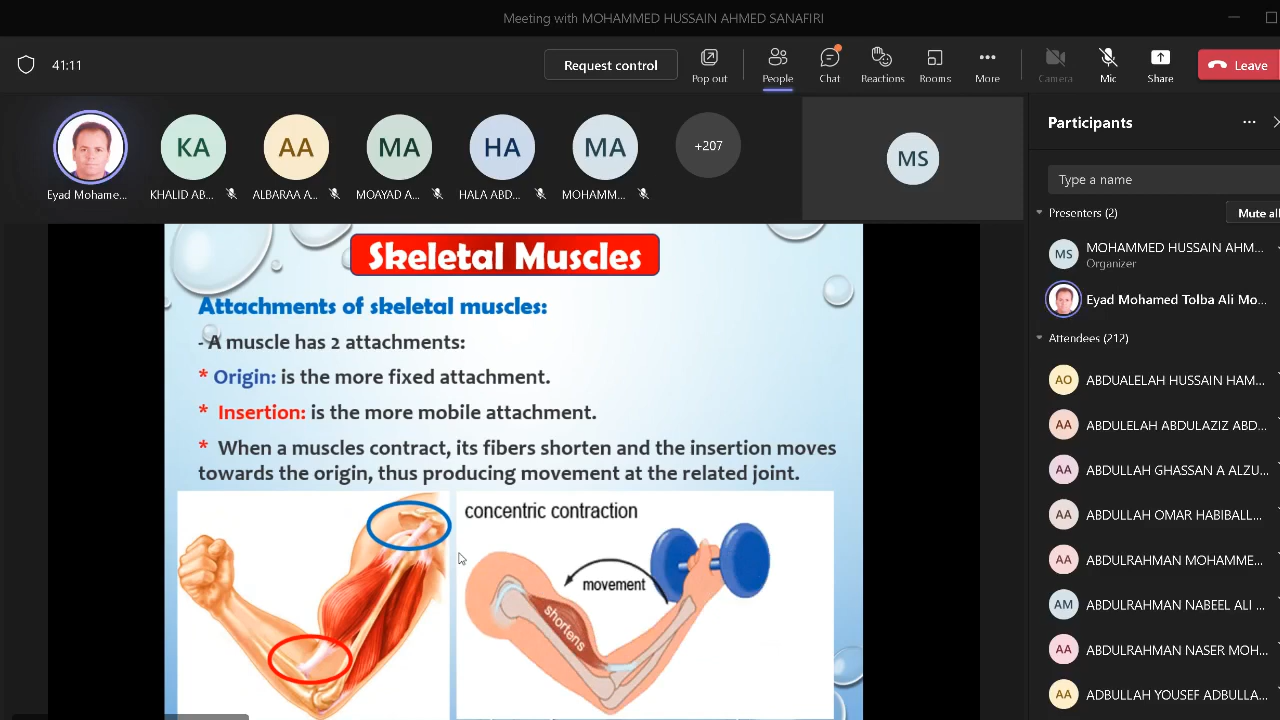 Meeting with MOHAMMED HUSSAIN AHMED SANAFIRI
41:11
Request control
Pop out
People
Chat
Reactions
Rooms
More
Camera
Mic
Share
Leave
KA
AA
MA
HA
MA
+207
MS
Eyad Mohame...
KHALID AB...
ALBARAA A...
MOAYAD A...
HALA ABD...
MOHAMM...
Participants
Type a name
Presenters (2)
Mute all
MS
MOHAMMED HUSSAIN AHM...
Organizer
Eyad Mohamed Tolba Ali Mo...
Attendees (212)
AO
ABDUALELAH HUSSAIN HAM...
AA
ABDULELAH ABDULAZIZ ABD...
AA
ABDULLAH GHASSAN A ALZU...
AA
ABDULLAH OMAR HABIBALL...
AA
ABDULRAHMAN MOHAMME...
AM
ABDULRAHMAN NABEEL ALI ...
AA
ABDULRAHMAN NASER MOH...
AA
ADBULLAH YOUSEF ADBULLA...
Skeletal Muscles
Attachments of skeletal muscles:
- A muscle has 2 attachments:
* Origin: is the more fixed attachment.
* Insertion: is the more mobile attachment.
* When a muscles contract, its fibers shorten and the insertion moves
towards the origin, thus producing movement at the related joint.
concentric contraction
movement
shortens